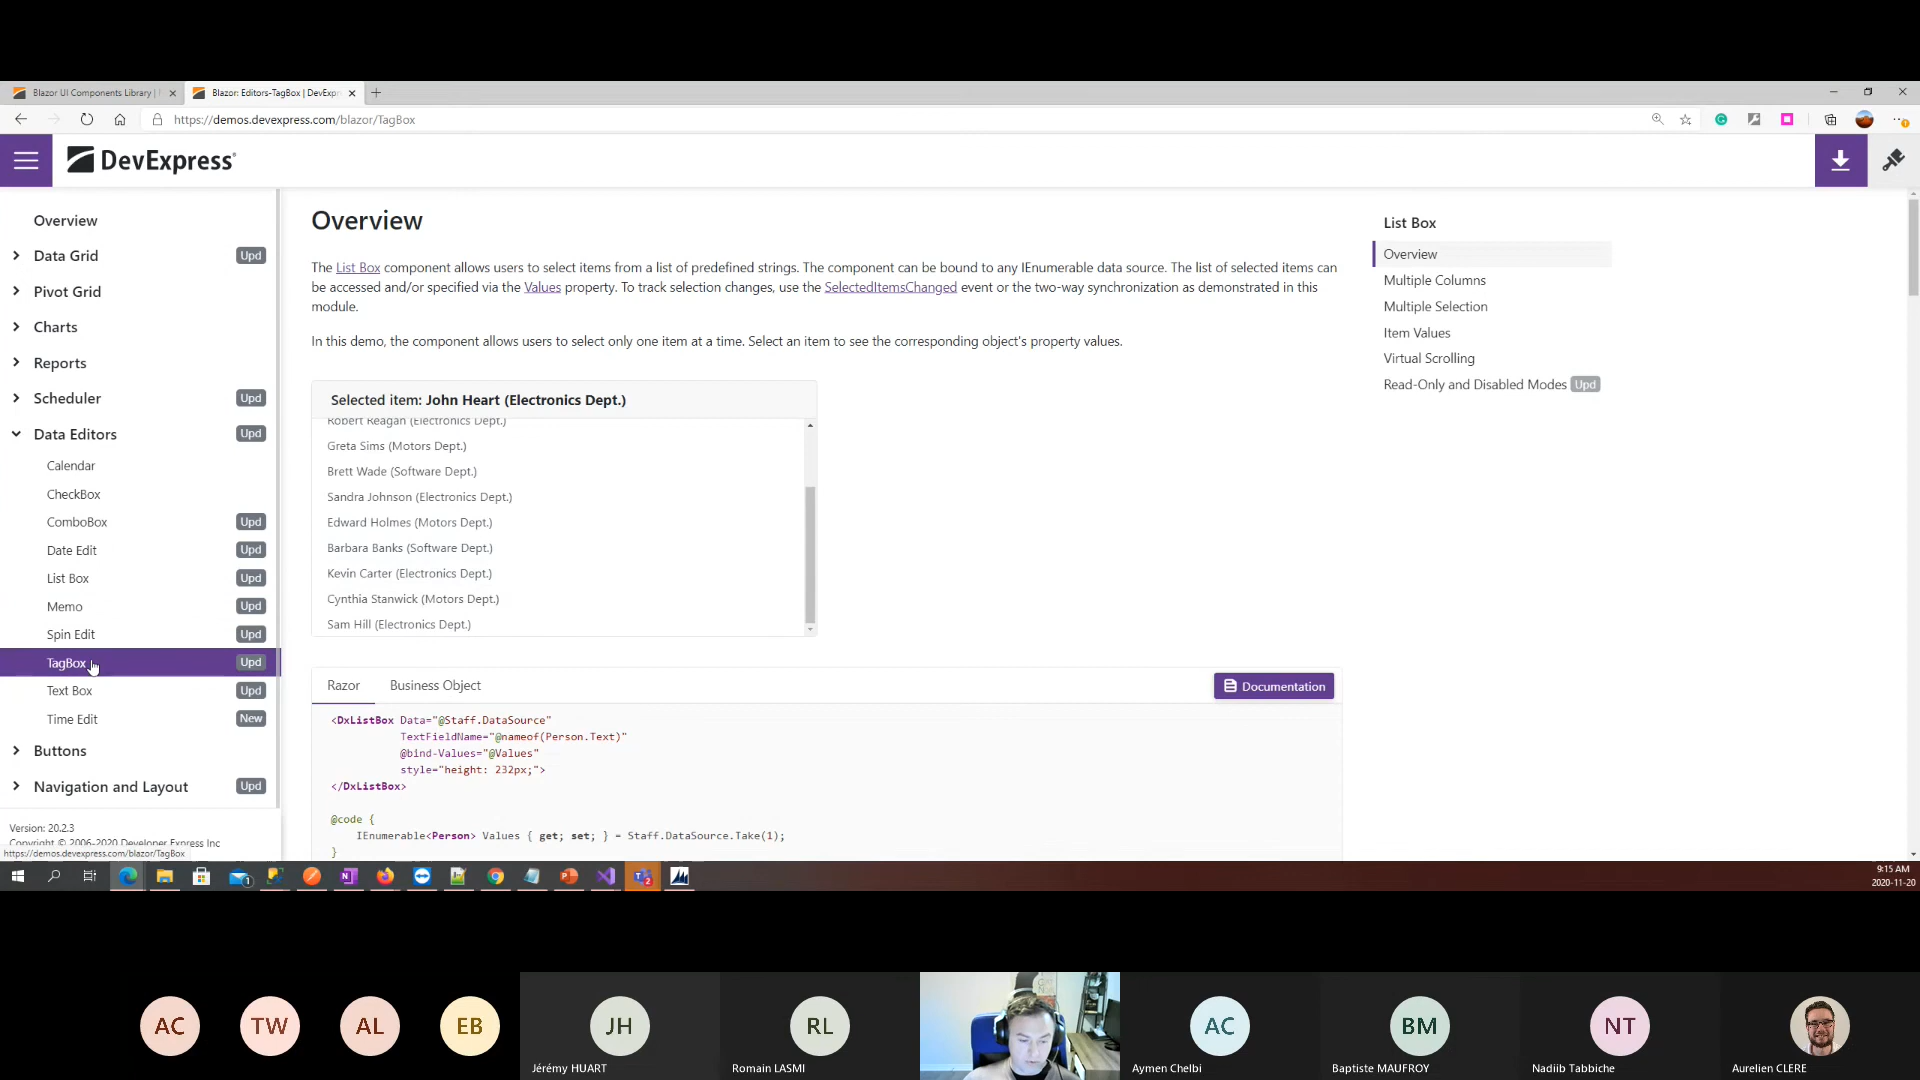 Blazor UI Components Library |
Blazor: Editors-TagBox | DevExpr
https://demos.devexpress.com/blazor/TagBox
DevExpress
Overview
Data Grid Upd
Pivot Grid
Charts
Reports
Scheduler Upd
Data Editors Upd
Calendar
CheckBox
ComboBox Upd
Date Edit Upd
List Box Upd
Memo Upd
Spin Edit Upd
TagBox Upd
Text Box Upd
Time Edit New
Buttons
Navigation and Layout Upd
Version: 20.2.3
Copyright © 2006-2020 Developer Express Inc
https://demos.devexpress.com/blazor/TagBox
Overview
The List Box component allows users to select items from a list of predefined strings. The component can be bound to any IEnumerable data source. The list of selected items can
be accessed and/or specified via the Values property. To track selection changes, use the SelectedItemsChanged event or the two-way synchronization as demonstrated in this
module.
In this demo, the component allows users to select only one item at a time. Select an item to see the corresponding object's property values.
Selected item: John Heart (Electronics Dept.)
Robert Reagan (Electronics Dept.)
Greta Sims (Motors Dept.)
Brett Wade (Software Dept.)
Sandra Johnson (Electronics Dept.)
Edward Holmes (Motors Dept.)
Barbara Banks (Software Dept.)
Kevin Carter (Electronics Dept.)
Cynthia Stanwick (Motors Dept.)
Sam Hill (Electronics Dept.)
Razor Business Object Documentation
<DxListBox Data="@Staff.DataSource"
TextFieldName="@nameof(Person.Text)"
@bind-Values="@Values"
style="height: 232px;">
</DxListBox>
@code {
IEnumerable<Person> Values { get; set; } = Staff.DataSource.Take(1);
}
List Box
Overview
Multiple Columns
Multiple Selection
Item Values
Virtual Scrolling
Read-Only and Disabled Modes Upd
9:15 AM
2020-11-20
AC TW AL EB JH RL AC BM NT
Jérémy HUART Romain LASMI Aymen Chelbi Baptiste MAUFROY Nadiib Tabbiche Aurelien CLERE